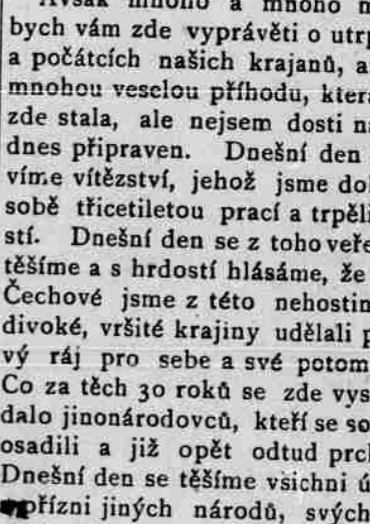 Avšak mnoho a mnoho
bych vám zde vyprávěti o utrp
a počátcích našich krajanů, a
mnohou veselou příhodu, kter
zde stala, ale nejsem dosti n
dnes připraven. Dnešní den
víme vítězství, jehož jsme do
sobě třicetiletou prací a trpěli
stí. Dnešní den se z toho veře
těšíme a s hrdostí hlásáme, že
Čechové jsme z této nehostin
divoké, vršité krajiny udělali p
vý ráj pro sebe a své potom
Co za těch 30 roků se zde vys
dalo jinonárodovců, kteří se so
osadili a již opět odtud prc
Dnešní den se těšíme všichni ú
přízni jiných národů, svých